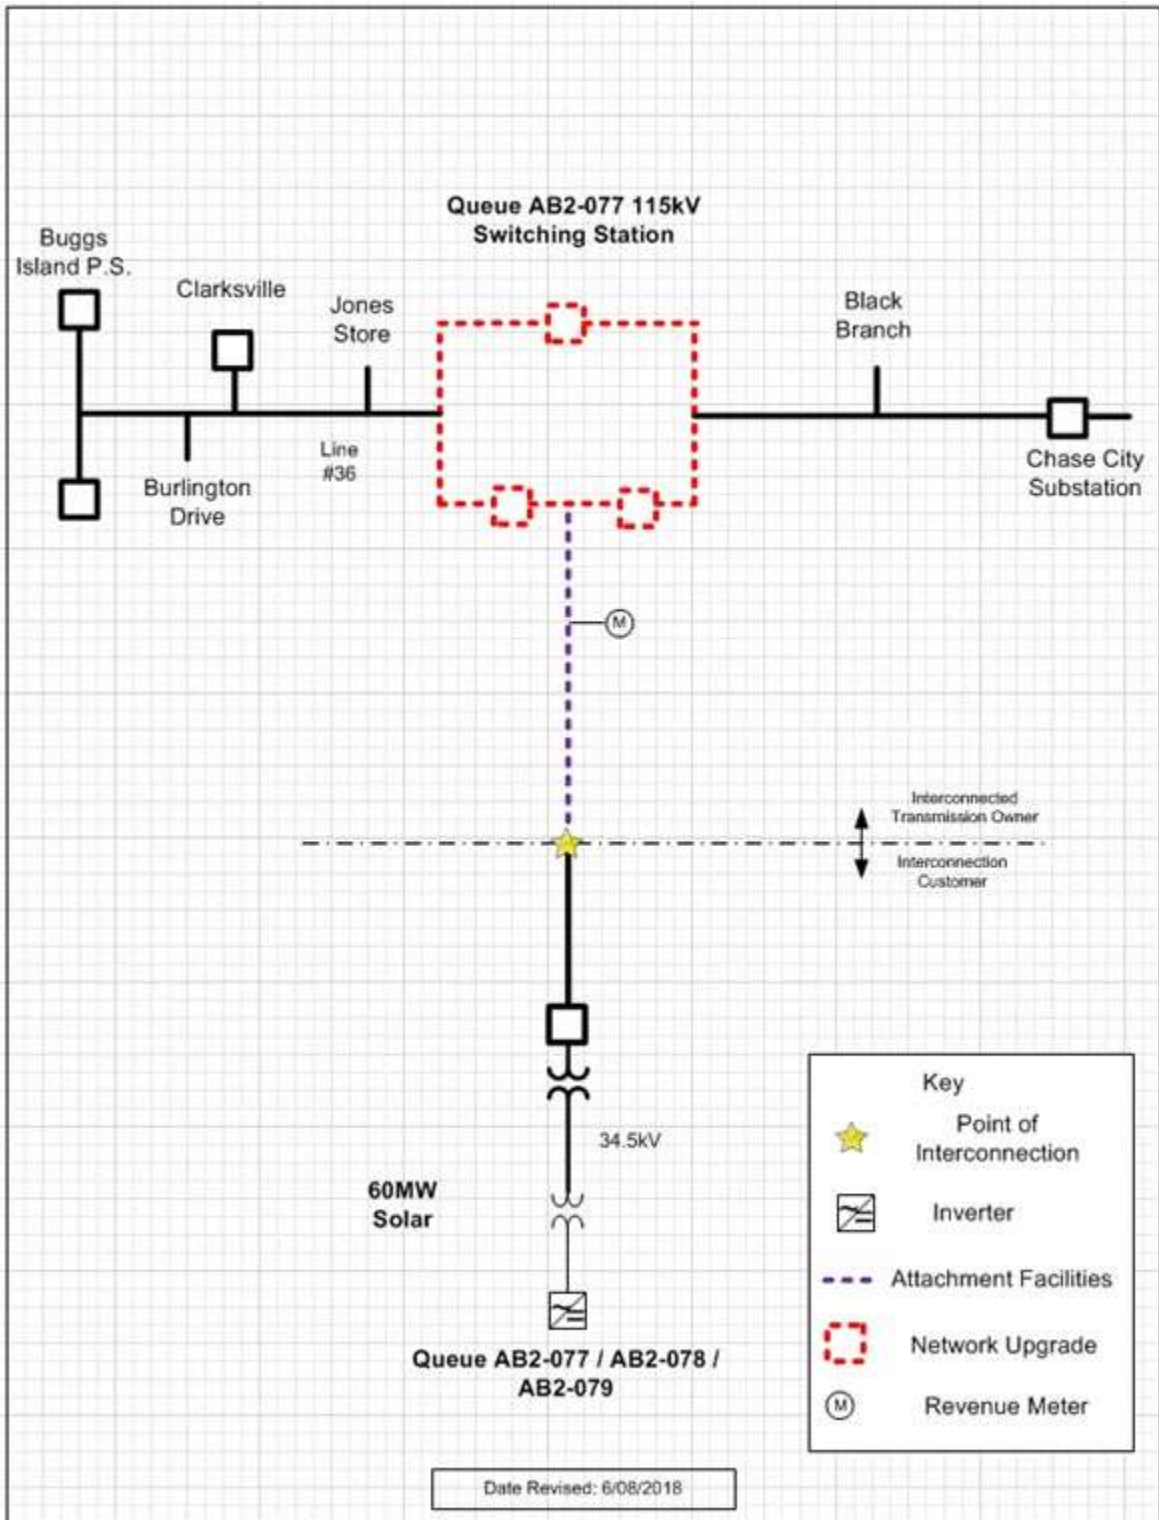 Queue AB2-077 115kV
Switching Station
Buggs
Island P.S.
Clarksville
Jones
Store
Black
Branch
Line
#36
Burlington
Drive
Chase City
Substation
M
Interconnected
Transmission Owner
Interconnection
Customer
34.5kV
60MW
Solar
Queue AB2-077 / AB2-078 /
AB2-079
Key
Point of
Interconnection
Inverter
Attachment Facilities
Network Upgrade
M
Revenue Meter
Date Revised: 6/08/2018